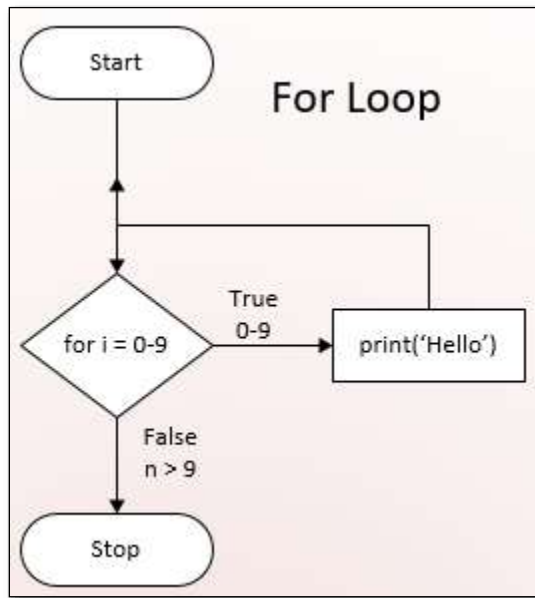 Start
For Loop
True
0-9
for i = 0-9
print(‘Hello’)
False
n > 9
Stop